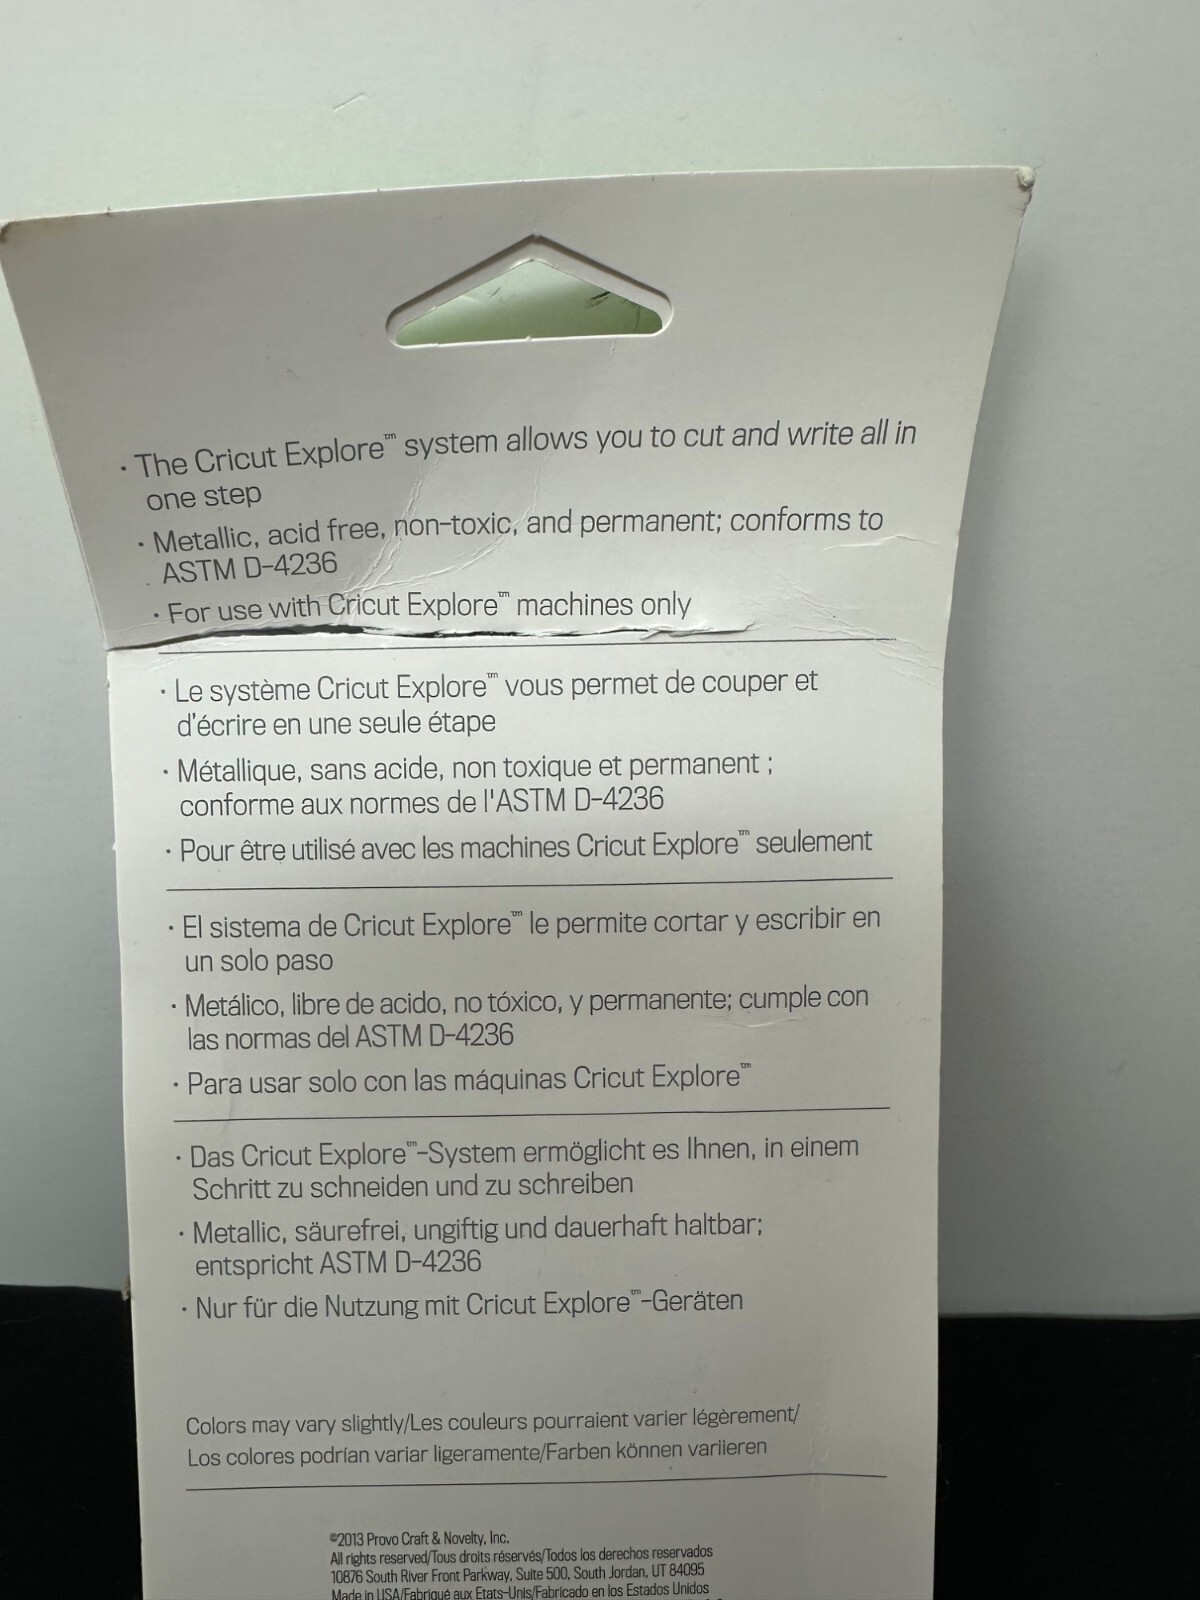 · The Cricut Explore™ system allows you to cut and write all in
one step
· Metallic, acid free, non-toxic, and permanent; conforms to
ASTM D-4236
· For use with Cricut Explore™ machines only
· Le système Cricut Explore™ vous permet de couper et
d'écrire en une seule étape
· Métallique, sans acide, non toxique et permanent ;
conforme aux normes de l'ASTM D-4236
· Pour être utilisé avec les machines Cricut Explore™ seulement
· El sistema de Cricut Explore™ le permite cortar y escribir en
un solo paso
· Metálico, libre de acido, no tóxico, y permanente; cumple con
las normas del ASTM D-4236
· Para usar solo con las máquinas Cricut Explore™
· Das Cricut Explore™-System ermöglicht es Ihnen, in einem
Schritt zu schneiden und zu schreiben
· Metallic, säurefrei, ungiftig und dauerhaft haltbar;
entspricht ASTM D-4236
· Nur für die Nutzung mit Cricut Explore™-Geräten
Colors may vary slightly/Les couleurs pourraient varier légèrement/
Los colores podrían variar ligeramente/Farben können variieren
©2013 Provo Craft & Novelty, Inc.
All rights reserved/Tous droits réservés/Todos los derechos reservados
10876 South River Front Parkway, Suite 500, South Jordan, UT 84095
Made in USA/Fabriqué aux Etats-Unis/Fabricado en los Estados Unidos